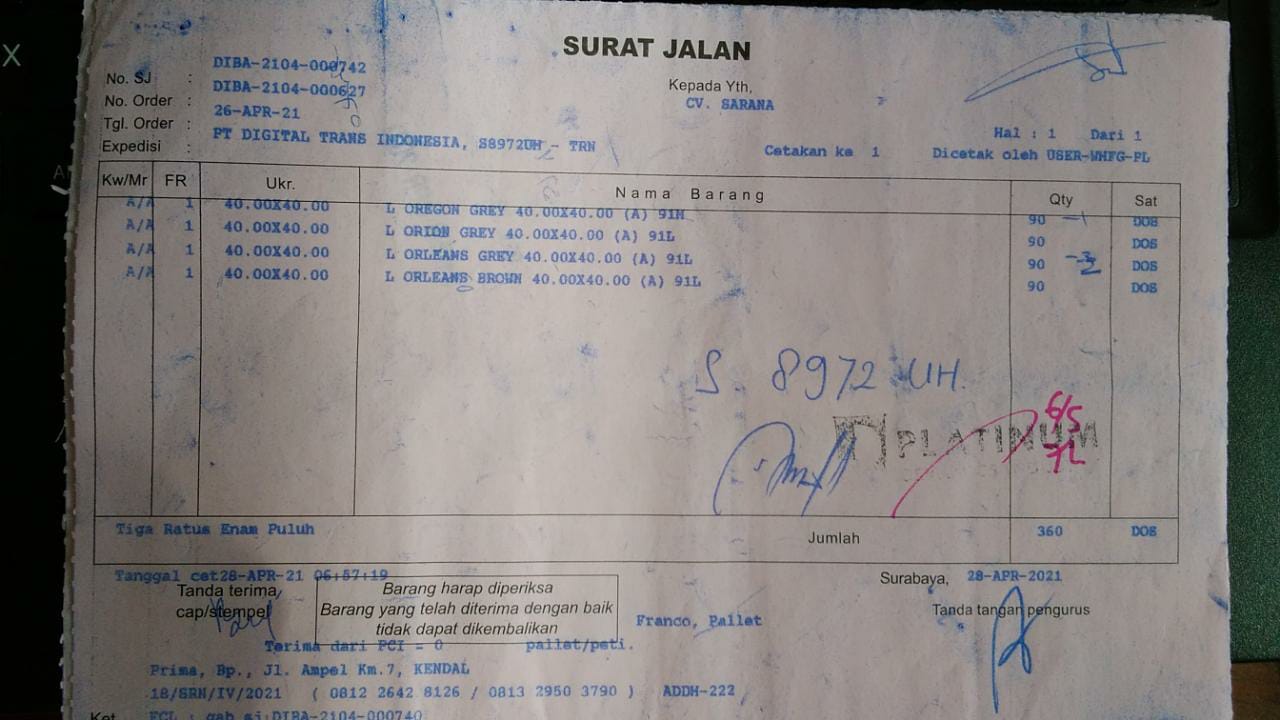 SURAT JALAN
No. SJ : DIBA-2104-000742
No. Order : DIBA-2104-000627
Tgl. Order : 26-APR-21
Expedisi : PT DIGITAL TRANS INDONESIA, S8972UH - TRN
Kepada Yth,
CV. SARANA
Cetakan ke 1
Hal : 1 Dari 1
Dicetak oleh USER-WHFG-PL
Kw/Mr FR Ukr. Nama Barang Qty Sat
A/A 1 40.00X40.00 L OREGON GREY 40.00X40.00 (A) 91M 90 -1 DOS
A/A 1 40.00X40.00 L ORION GREY 40.00X40.00 (A) 91L 90 DOS
A/A 1 40.00X40.00 L ORLEANS GREY 40.00X40.00 (A) 91L 90 DOS
A/A 1 40.00X40.00 L ORLEANS BROWN 40.00X40.00 (A) 91L 90 DOS
S. 8972 UH.
PLATINUM
6/5
Tiga Ratus Enam Puluh Jumlah 360 DOS
Tanggal cet28-APR-21 06:57:19
Surabaya, 28-APR-2021
Tanda terima,
cap/stempel
Barang harap diperiksa
Barang yang telah diterima dengan baik
tidak dapat dikembalikan
Tanda tangan pengurus
Franco, Pallet
Terima dari PCI = 0 pallet/peti.
Prima, Bp., Jl. Ampel Km.7, KENDAL
18/SRN/IV/2021 ( 0812 2642 8126 / 0813 2950 3790 ) ADDH-222
Ket FCL : gab sj:DIBA-2104-000740